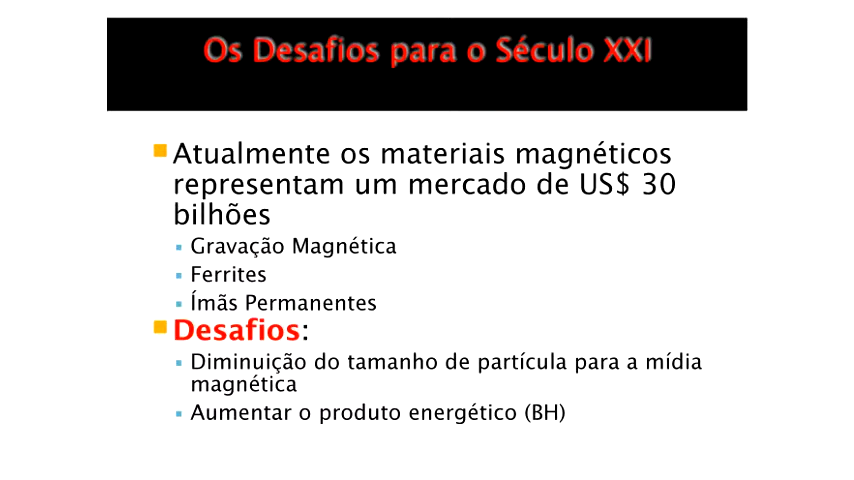 Os Desafios para o Século XXI
Atualmente os materiais magnéticos
representam um mercado de US$ 30
bilhões
Gravação Magnética
Ferrites
Ímãs Permanentes
Desafios:
Diminuição do tamanho de partícula para a mídia
magnética
Aumentar o produto energético (BH)